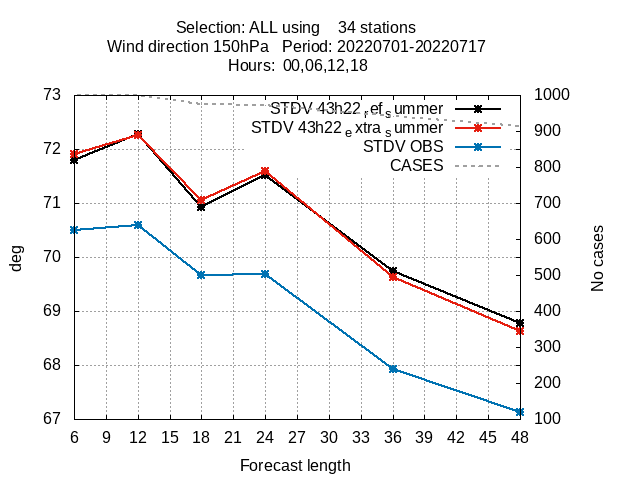 Selection: ALL using    34 stations
Wind direction 150hPa   Period: 20220701-20220717
Hours: 00,06,12,18
STDV 43h22_ref_summer
STDV 43h22_extra_summer
STDV OBS
CASES
73
72
71
70
69
68
67
deg
1000
900
800
700
600
500
400
300
200
100
No cases
6 9 12 15 18 21 24 27 30 33 36 39 42 45 48
Forecast length